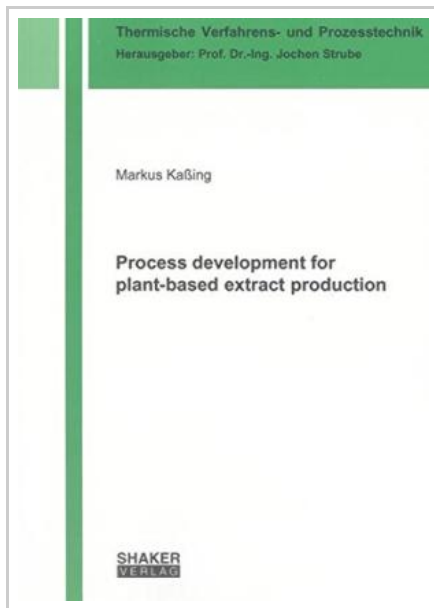 Thermische Verfahrens- und Prozesstechnik
Herausgeber: Prof. Dr.-Ing. Jochen Strube
Markus Kaßing
Process development for
plant-based extract production
SHAKER
VERLAG